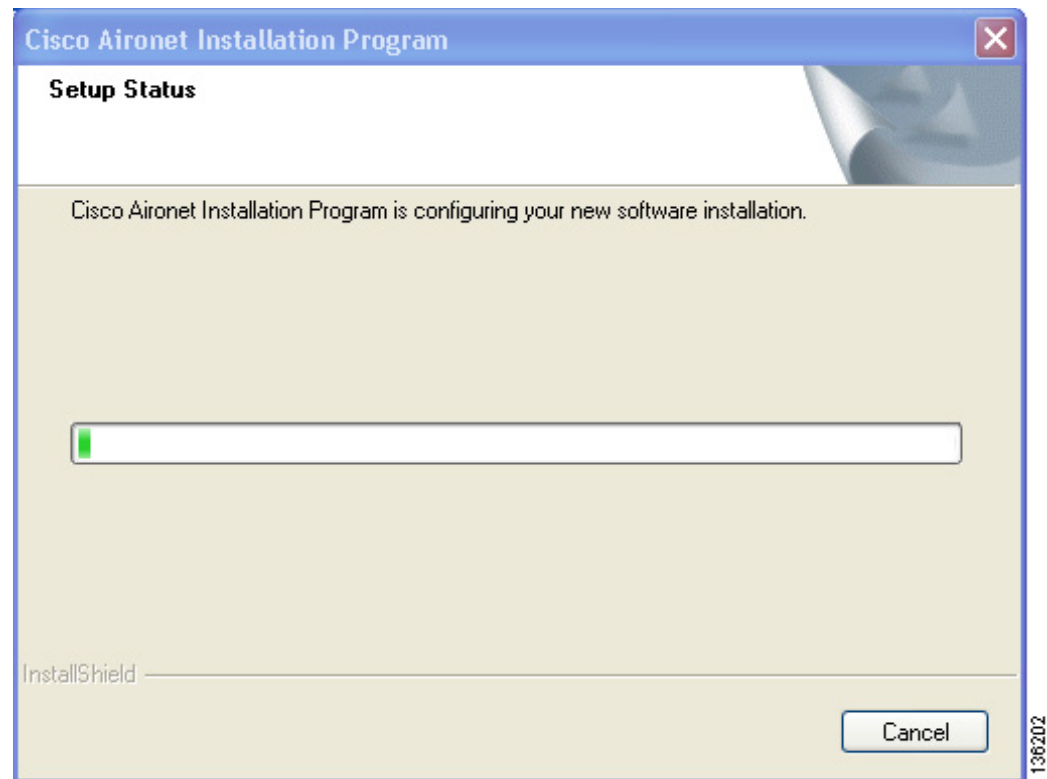 Cisco Aironet Installation Program
Setup Status
Cisco Aironet Installation Program is configuring your new software installation.
InstallShield
Cancel
136202